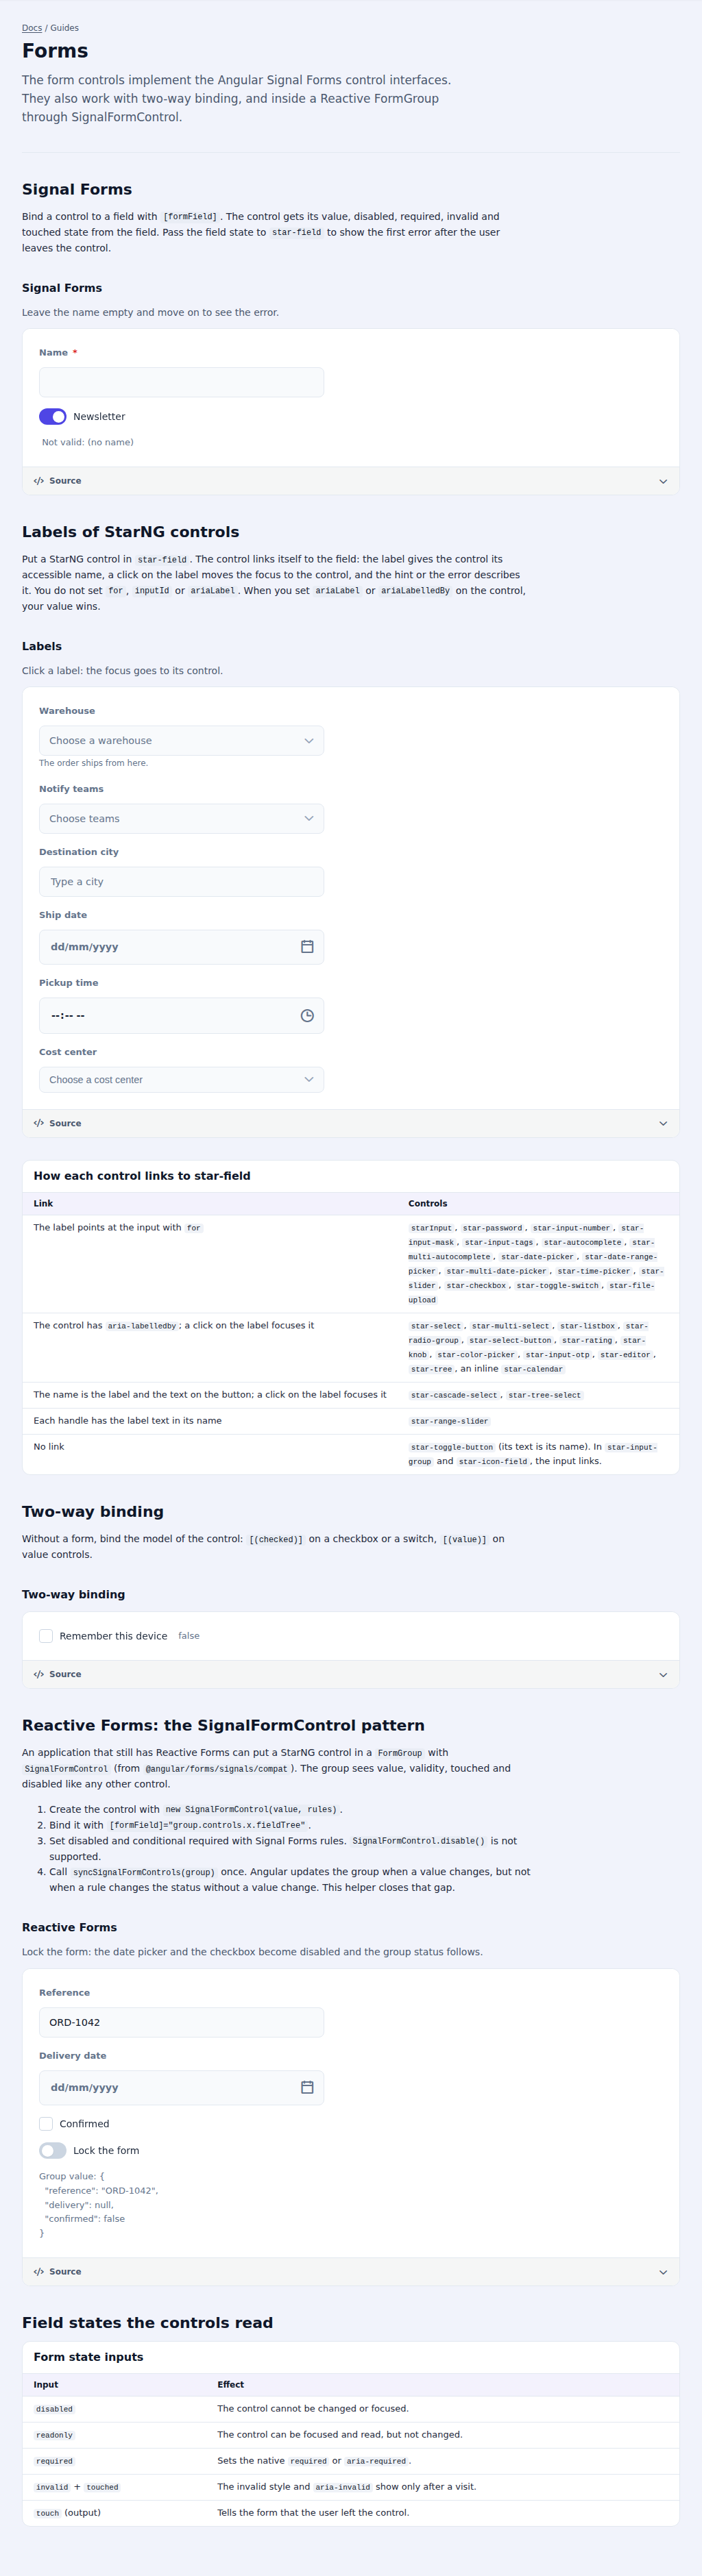 Docs / Guides
Forms
The form controls implement the Angular Signal Forms control interfaces.
They also work with two-way binding, and inside a Reactive FormGroup
through SignalFormControl.
Signal Forms
Bind a control to a field with [formField]. The control gets its value, disabled, required, invalid and
touched state from the field. Pass the field state to star-field to show the first error after the user
leaves the control.
Signal Forms
Leave the name empty and move on to see the error.
Name *
Newsletter
Not valid: (no name)
Source
Labels of StarNG controls
Put a StarNG control in star-field. The control links itself to the field: the label gives the control its
accessible name, a click on the label moves the focus to the control, and the hint or the error describes
it. You do not set for, inputId or ariaLabel. When you set ariaLabel or ariaLabelledBy on the control,
your value wins.
Labels
Click a label: the focus goes to its control.
Warehouse
Choose a warehouse
The order ships from here.
Notify teams
Choose teams
Destination city
Type a city
Ship date
dd/mm/yyyy
Pickup time
--:-- --
Cost center
Choose a cost center
Source
How each control links to star-field
Link Controls
The label points at the input with for
starInput, star-password, star-input-number, star-
input-mask, star-input-tags, star-autocomplete, star-
multi-autocomplete, star-date-picker, star-date-range-
picker, star-multi-date-picker, star-time-picker, star-
slider, star-checkbox, star-toggle-switch, star-file-
upload
The control has aria-labelledby; a click on the label focuses it
star-select, star-multi-select, star-listbox, star-
radio-group, star-select-button, star-rating, star-
knob, star-color-picker, star-input-otp, star-editor,
star-tree, an inline star-calendar
The name is the label and the text on the button; a click on the label focuses it
star-cascade-select, star-tree-select
Each handle has the label text in its name
star-range-slider
No link
star-toggle-button (its text is its name). In star-input-
group and star-icon-field, the input links.
Two-way binding
Without a form, bind the model of the control: [(checked)] on a checkbox or a switch, [(value)] on
value controls.
Two-way binding
Remember this device false
Source
Reactive Forms: the SignalFormControl pattern
An application that still has Reactive Forms can put a StarNG control in a FormGroup with
SignalFormControl (from @angular/forms/signals/compat). The group sees value, validity, touched and
disabled like any other control.
1. Create the control with new SignalFormControl(value, rules).
2. Bind it with [formField]="group.controls.x.fieldTree".
3. Set disabled and conditional required with Signal Forms rules. SignalFormControl.disable() is not
supported.
4. Call syncSignalFormControls(group) once. Angular updates the group when a value changes, but not
when a rule changes the status without a value change. This helper closes that gap.
Reactive Forms
Lock the form: the date picker and the checkbox become disabled and the group status follows.
Reference
ORD-1042
Delivery date
dd/mm/yyyy
Confirmed
Lock the form
Group value: {
"reference": "ORD-1042",
"delivery": null,
"confirmed": false
}
Source
Field states the controls read
Form state inputs
Input Effect
disabled The control cannot be changed or focused.
readonly The control can be focused and read, but not changed.
required Sets the native required or aria-required.
invalid + touched The invalid style and aria-invalid show only after a visit.
touch (output) Tells the form that the user left the control.